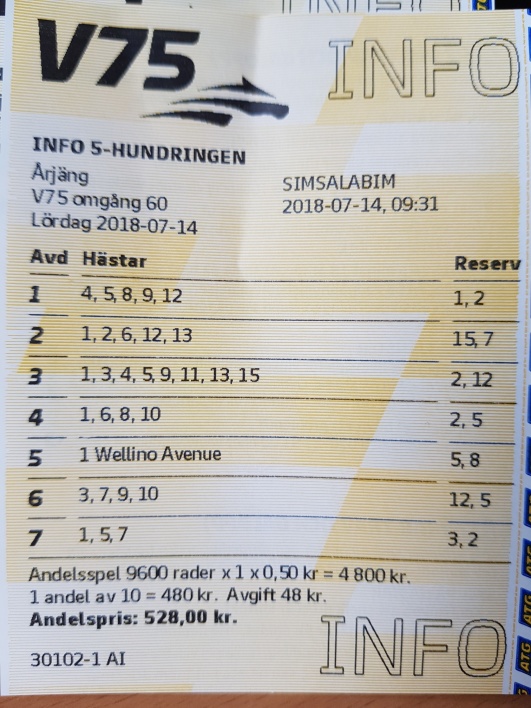 V75 INFO
INFO 5-HUNDRINGEN
Årjäng
V75 omgång 60
Lördag 2018-07-14
SIMSALABIM
2018-07-14, 09:31
Avd Hästar Reserv
1 4, 5, 8, 9, 12 1, 2
2 1, 2, 6, 12, 13 15, 7
3 1, 3, 4, 5, 9, 11, 13, 15 2, 12
4 1, 6, 8, 10 2, 5
5 1 Wellino Avenue 5, 8
6 3, 7, 9, 10 12, 5
7 1, 5, 7 3, 2
Andelsspel 9600 rader x 1 x 0,50 kr = 4 800 kr.
1 andel av 10 = 480 kr. Avgift 48 kr.
Andelspris: 528,00 kr.
30102-1 AI
INFO
ATG
ATG
ATG